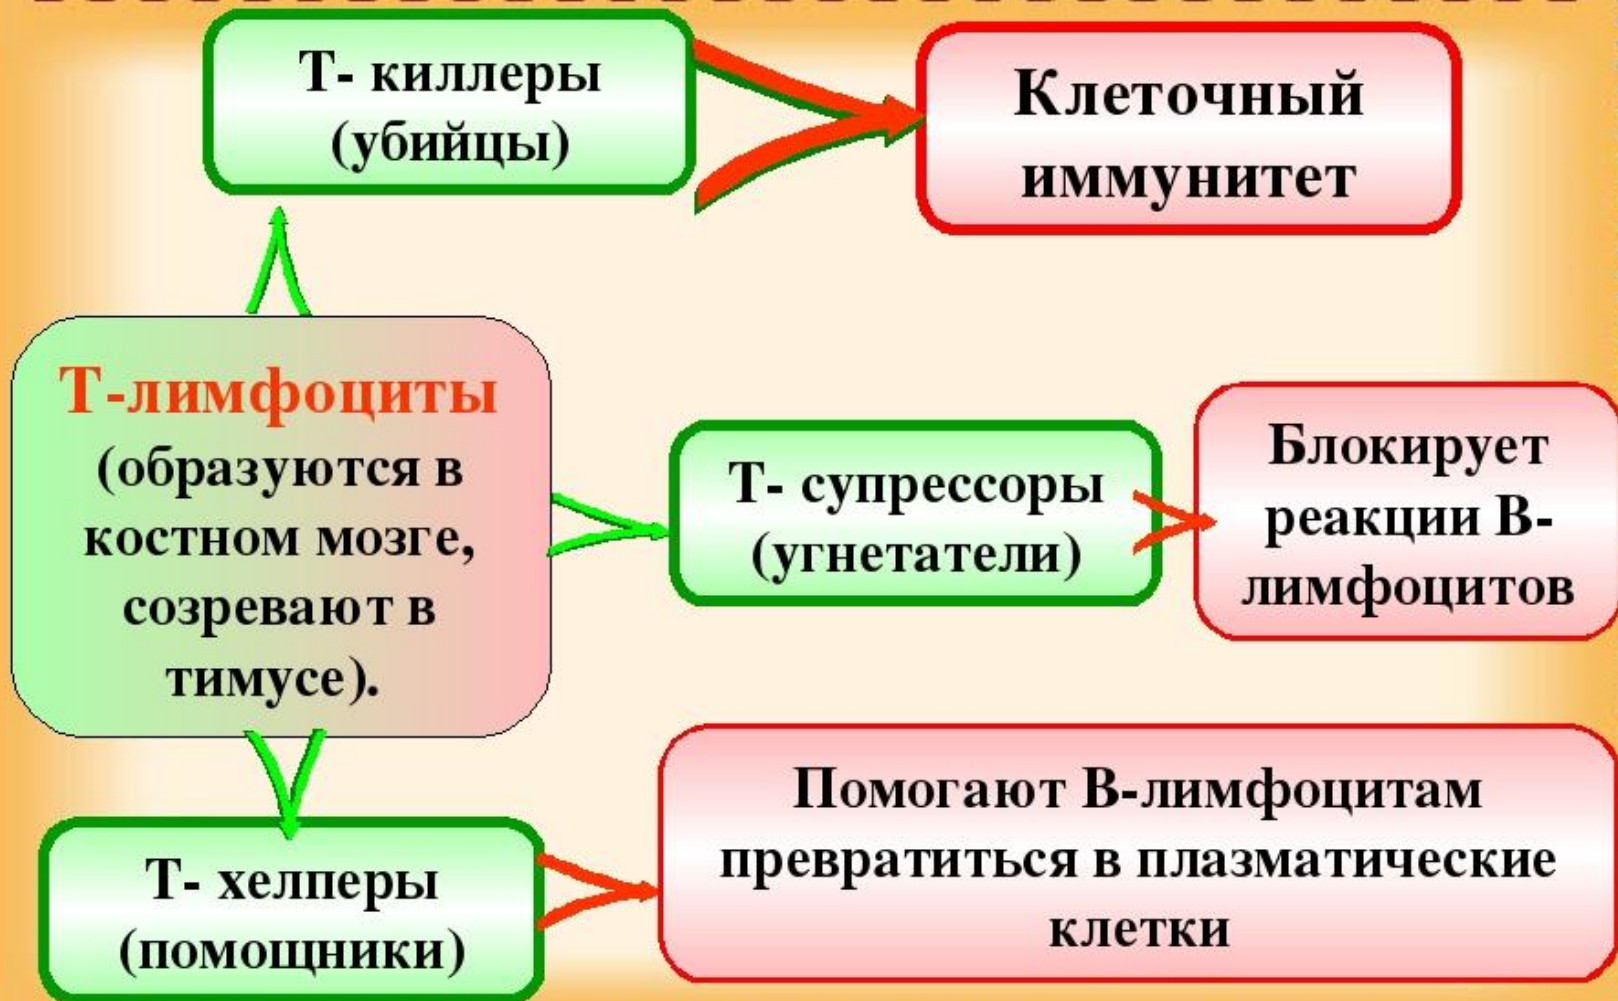 Т- киллеры
(убийцы)
Клеточный
иммунитет
Т-лимфоциты
(образуются в
костном мозге,
созревают в
тимусе).
Т- супрессоры
(угнетатели)
Блокирует
реакции В-
лимфоцитов
Т- хелперы
(помощники)
Помогают В-лимфоцитам
превратиться в плазматические
клетки